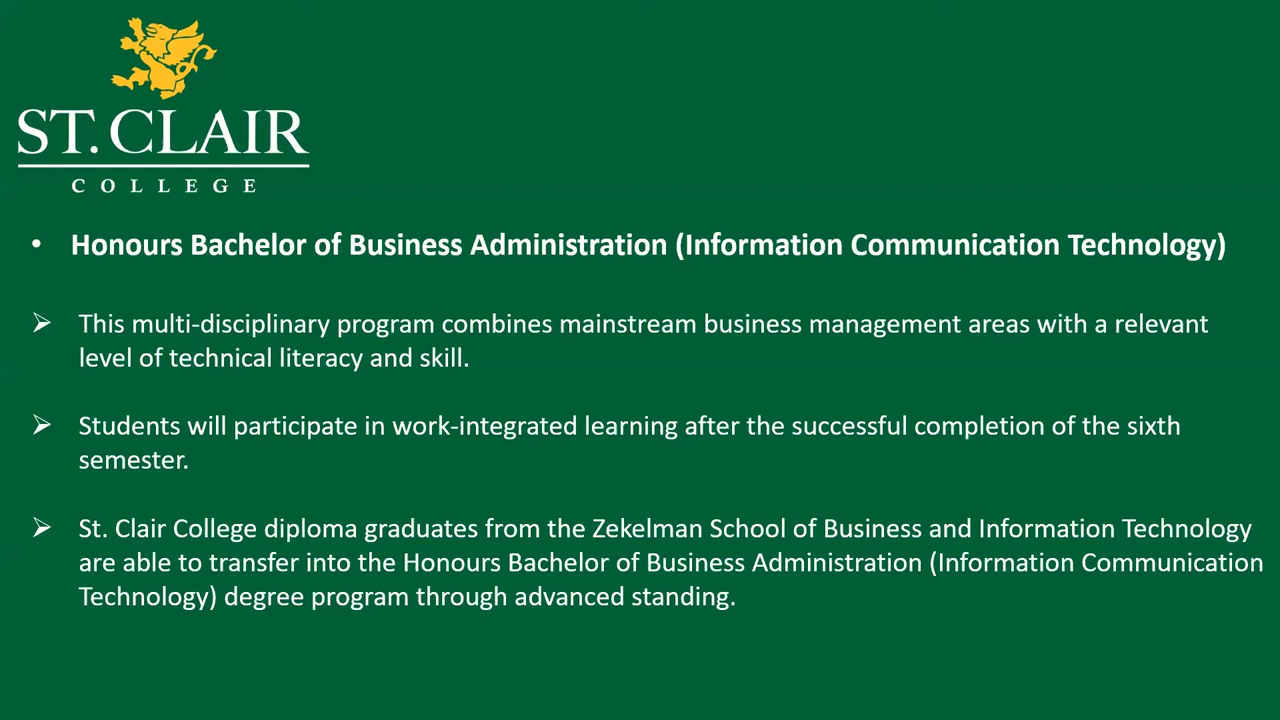 ST. CLAIR
COLLEGE
• Honours Bachelor of Business Administration (Information Communication Technology)
➢ This multi-disciplinary program combines mainstream business management areas with a relevant
level of technical literacy and skill.
➢ Students will participate in work-integrated learning after the successful completion of the sixth
semester.
➢ St. Clair College diploma graduates from the Zekelman School of Business and Information Technology
are able to transfer into the Honours Bachelor of Business Administration (Information Communication
Technology) degree program through advanced standing.